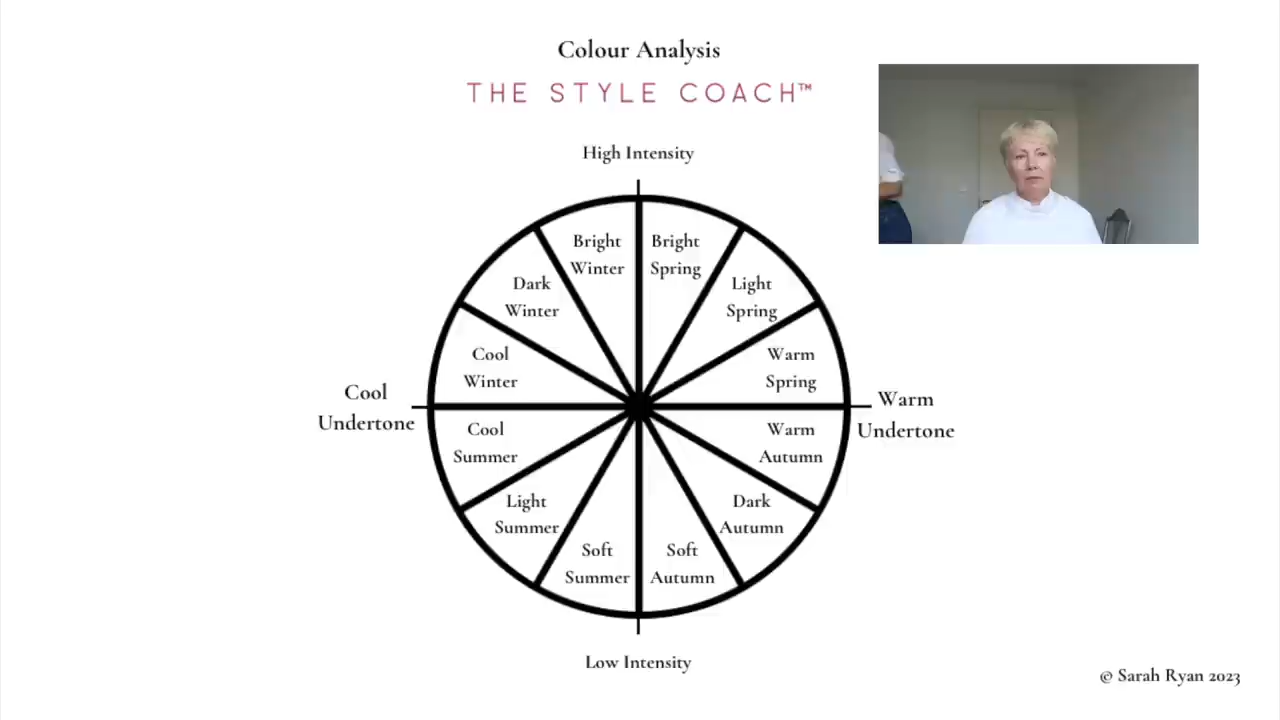 Colour Analysis
THE STYLE COACH™
High Intensity
Bright
Winter
Bright
Spring
Dark
Winter
Light
Spring
Cool
Winter
Warm
Spring
Cool
Undertone
Warm
Undertone
Cool
Summer
Warm
Autumn
Light
Summer
Dark
Autumn
Soft
Summer
Soft
Autumn
Low Intensity
© Sarah Ryan 2023